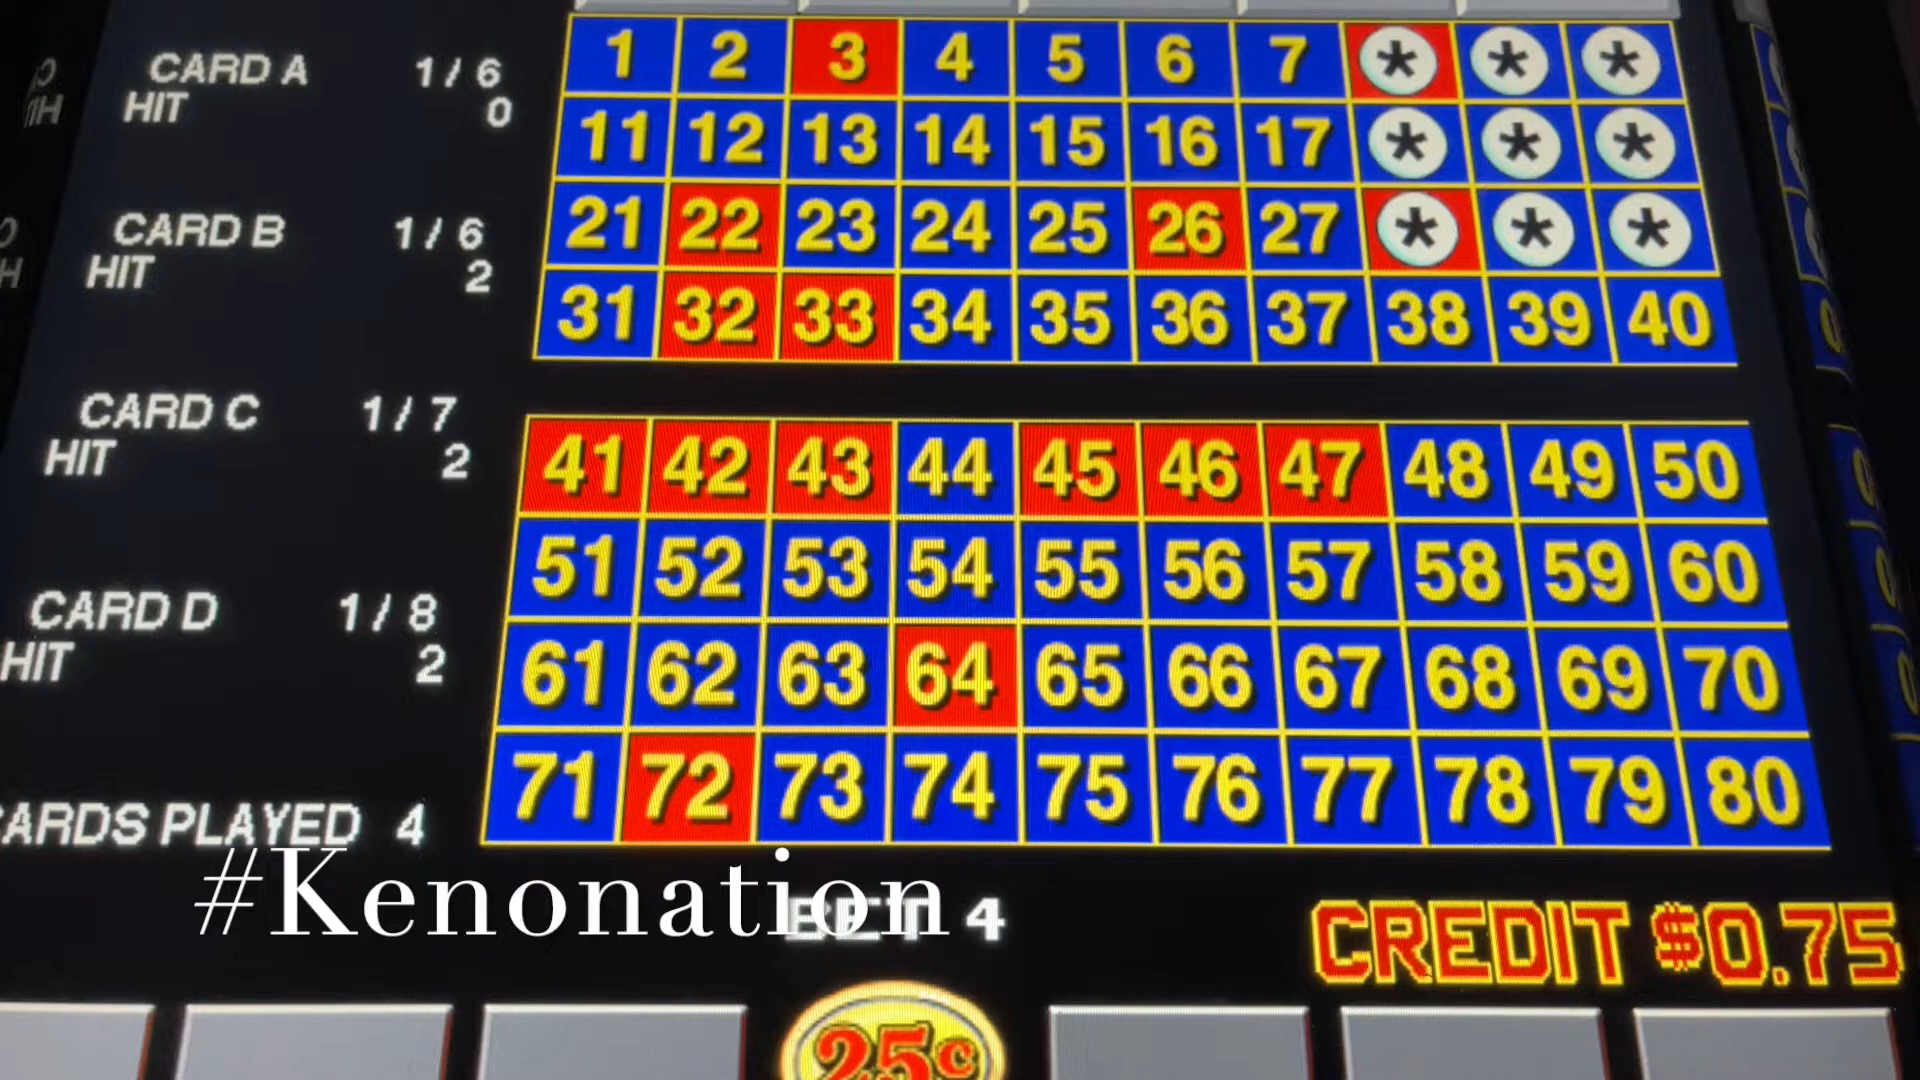 CARD A 1/6
HIT 0
CARD B 1/6
HIT 2
CARD C 1/7
HIT 2
CARD D 1/8
HIT 2
CARDS PLAYED 4
1 2 3 4 5 6 7 * * *
11 12 13 14 15 16 17 * * *
21 22 23 24 25 26 27 * * *
31 32 33 34 35 36 37 38 39 40
41 42 43 44 45 46 47 48 49 50
51 52 53 54 55 56 57 58 59 60
61 62 63 64 65 66 67 68 69 70
71 72 73 74 75 76 77 78 79 80
#Kenonation
BET 4
CREDIT $0.75
25¢